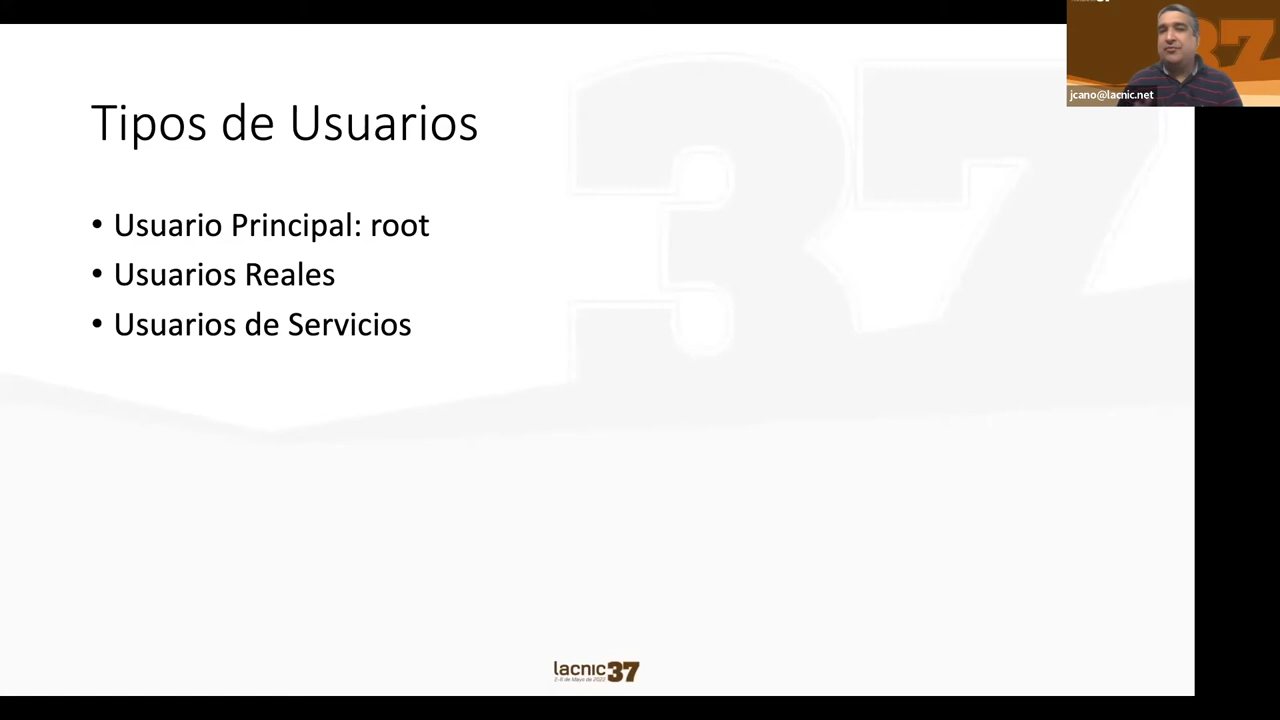 jcano@lacnic.net
Tipos de Usuarios
• Usuario Principal: root
• Usuarios Reales
• Usuarios de Servicios
lacnic37